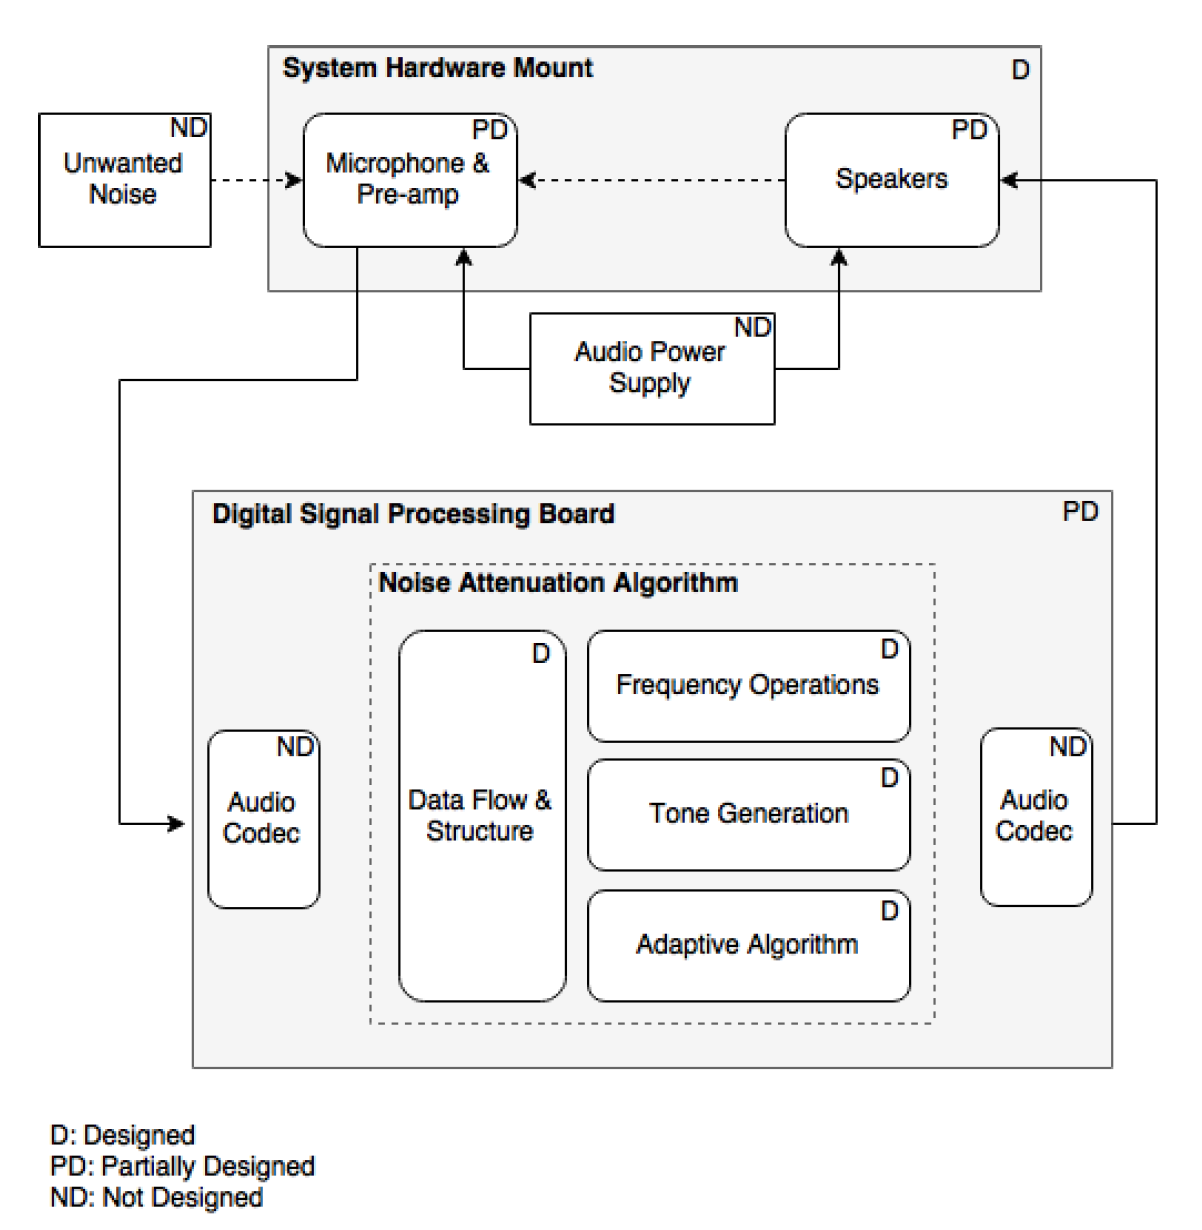 System Hardware Mount
D
ND
Unwanted
Noise
PD
Microphone &
Pre-amp
PD
Speakers
ND
Audio Power
Supply
Digital Signal Processing Board
PD
Noise Attenuation Algorithm
D
Data Flow &
Structure
D
Frequency Operations
D
Tone Generation
D
Adaptive Algorithm
ND
Audio
Codec
ND
Audio
Codec
D: Designed
PD: Partially Designed
ND: Not Designed